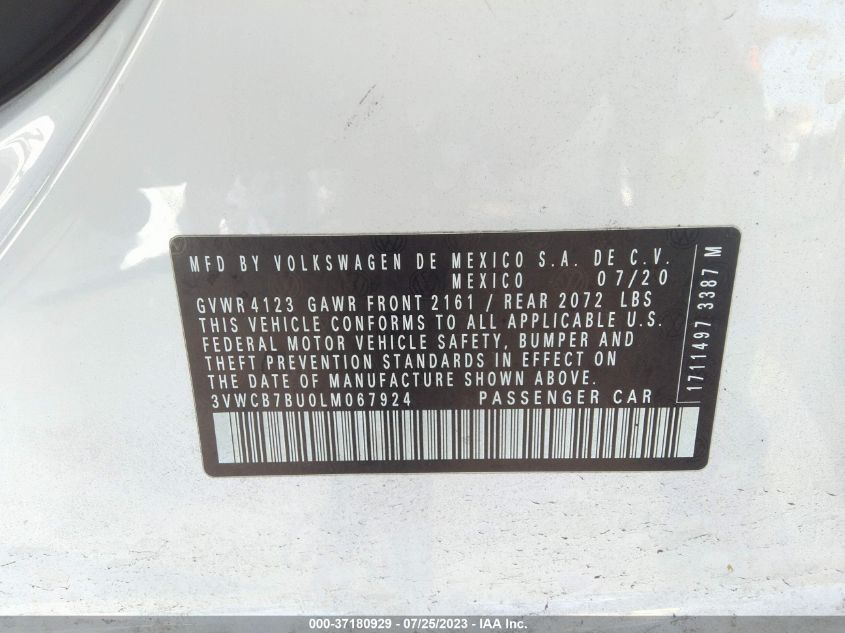 MFD BY VOLKSWAGEN DE MEXICO S.A. DE C.V.
MEXICO 07/20
GVWR 4123 GAWR FRONT 2161 / REAR 2072 LBS
THIS VEHICLE CONFORMS TO ALL APPLICABLE U.S.
FEDERAL MOTOR VEHICLE SAFETY, BUMPER AND
THEFT PREVENTION STANDARDS IN EFFECT ON
THE DATE OF MANUFACTURE SHOWN ABOVE.
3VWCB7BU0LM067924 PASSENGER CAR
1711497 3387 M
000-37180929 - 07/25/2023 - © IAA, Inc.